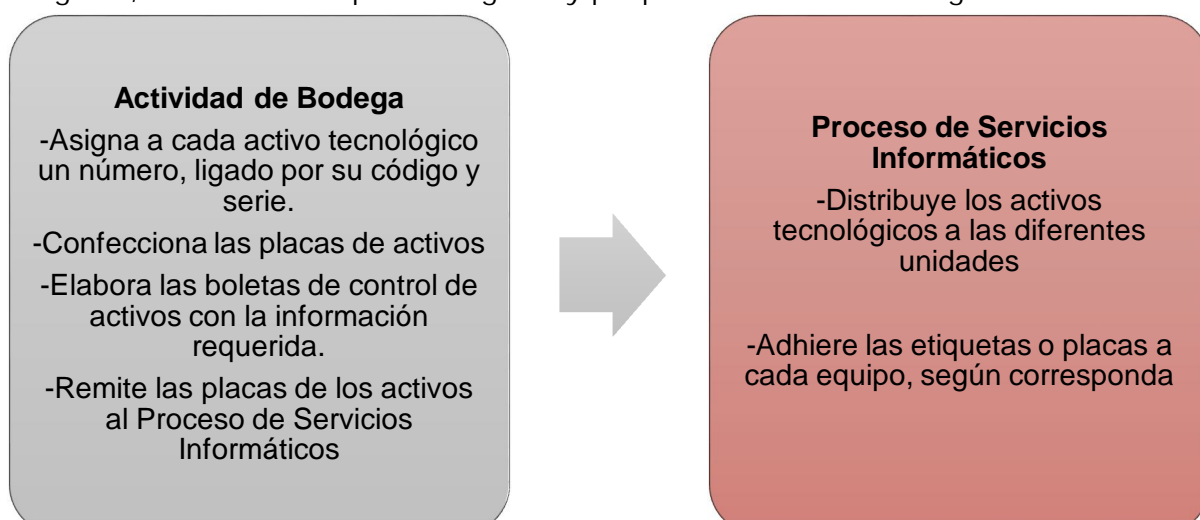 Actividad de Bodega
-Asigna a cada activo tecnológico
un número, ligado por su código y
serie.
-Confecciona las placas de activos
-Elabora las boletas de control de
activos con la información
requerida.
-Remite las placas de los activos
al Proceso de Servicios
Informáticos
Proceso de Servicios
Informáticos
-Distribuye los activos
tecnológicos a las diferentes
unidades
-Adhiere las etiquetas o placas a
cada equipo, según corresponda